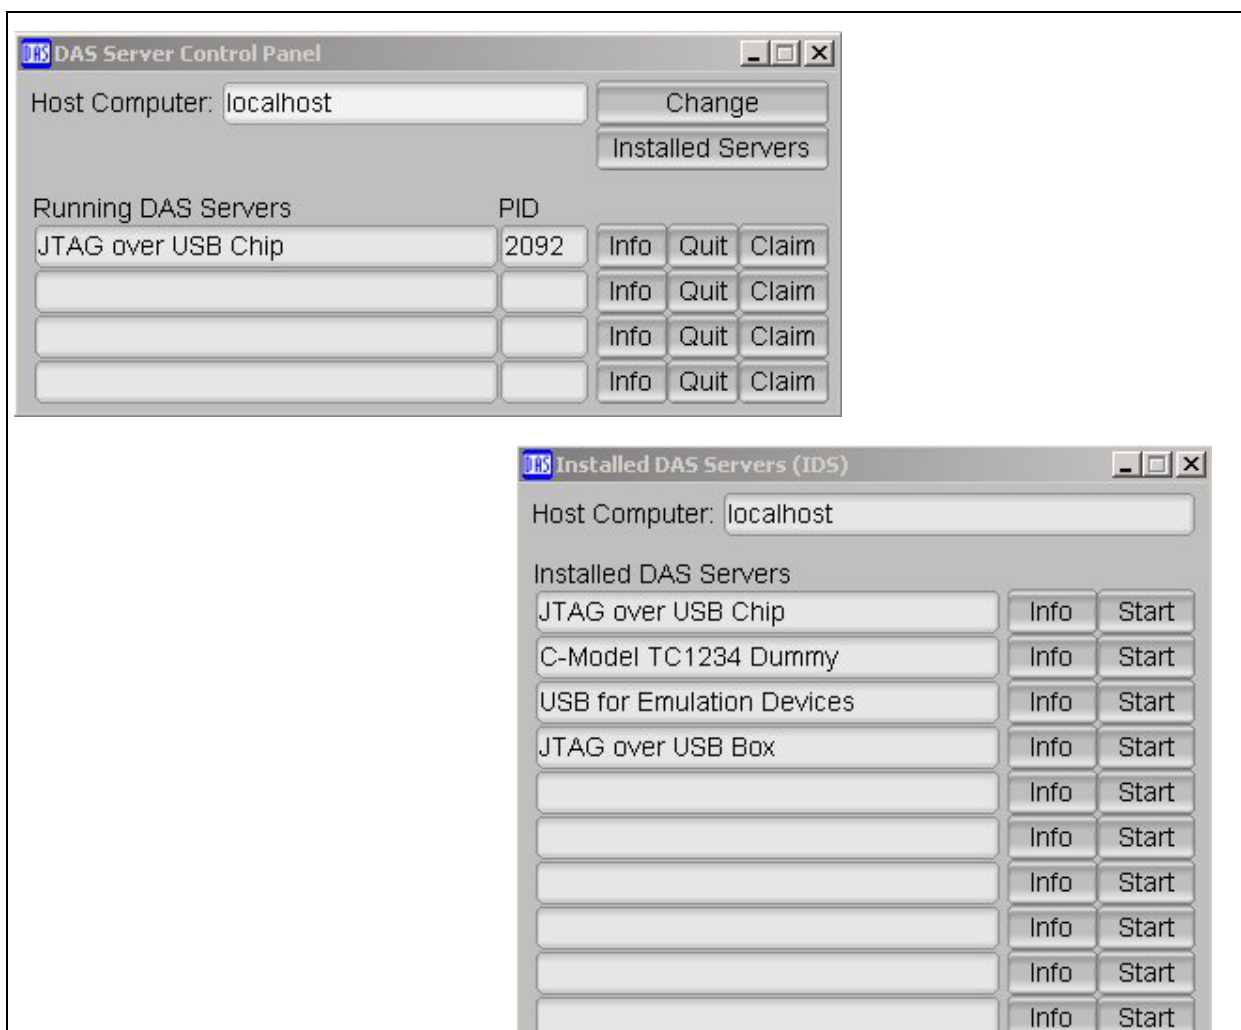 DAS DAS Server Control Panel
Host Computer: localhost Change
Installed Servers
Running DAS Servers PID
JTAG over USB Chip 2092 Info Quit Claim
Info Quit Claim
Info Quit Claim
Info Quit Claim
DAS Installed DAS Servers (IDS)
Host Computer: localhost
Installed DAS Servers
JTAG over USB Chip Info Start
C-Model TC1234 Dummy Info Start
USB for Emulation Devices Info Start
JTAG over USB Box Info Start
Info Start
Info Start
Info Start
Info Start
Info Start
Info Start